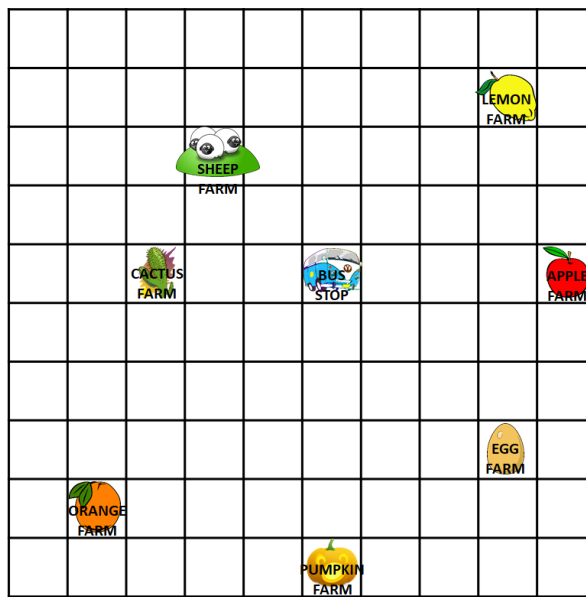 LEMON
FARM
SHEEP
FARM
CACTUS
FARM
BUS
STOP
APPLE
FARM
EGG
FARM
ORANGE
FARM
PUMPKIN
FARM